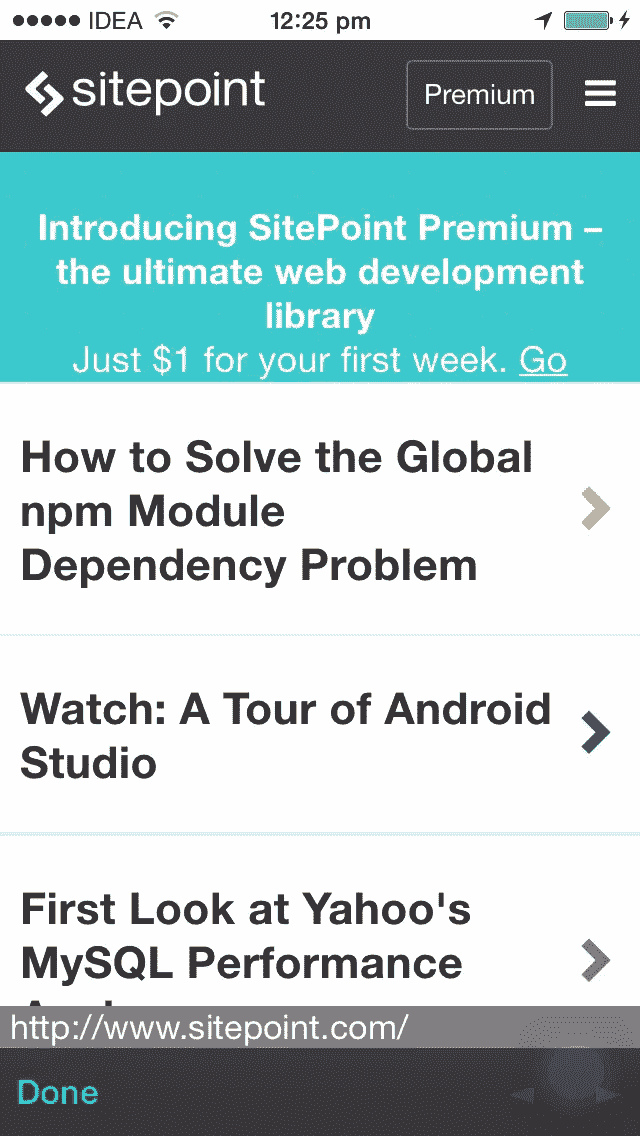 IDEA 12:25 pm
sitepoint Premium
Introducing SitePoint Premium –
the ultimate web development
library
Just $1 for your first week. Go
How to Solve the Global
npm Module
Dependency Problem
Watch: A Tour of Android
Studio
First Look at Yahoo's
MySQL Performance
http://www.sitepoint.com/
Done